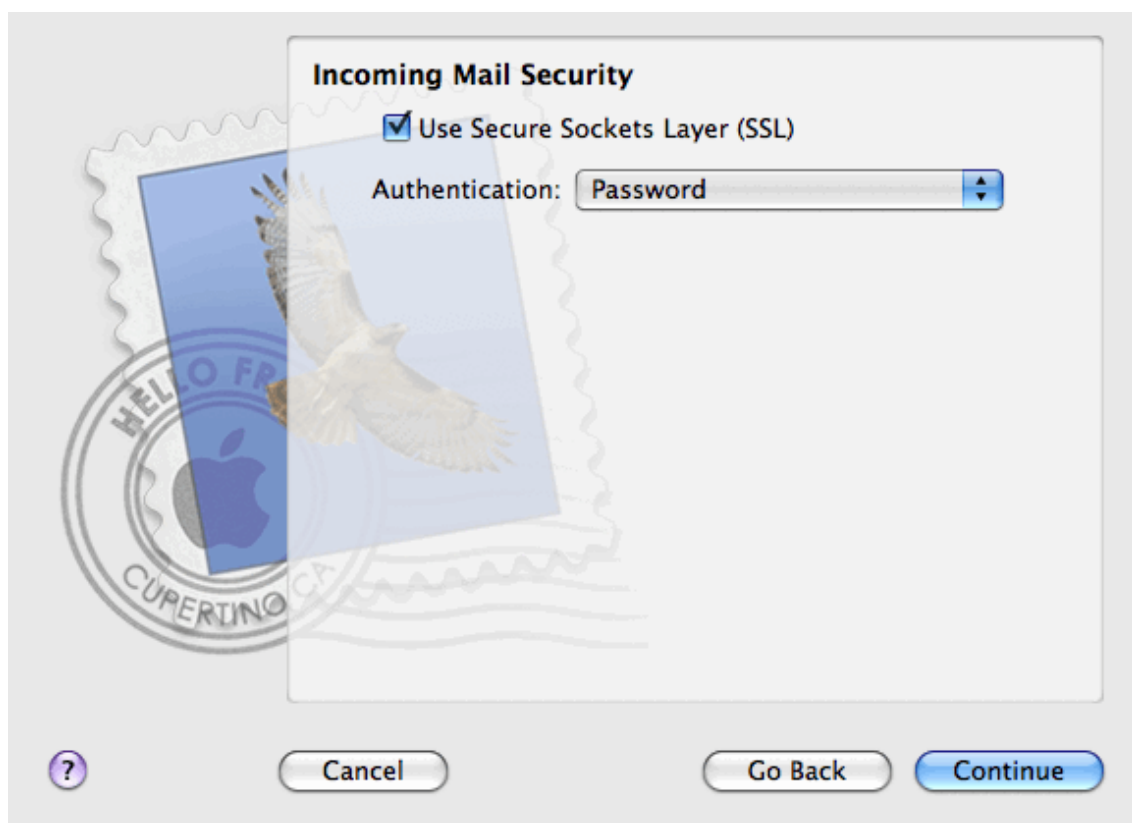 Incoming Mail Security
Use Secure Sockets Layer (SSL)
Authentication: Password
HELLO FR
CUPERTINO CA
? Cancel Go Back Continue